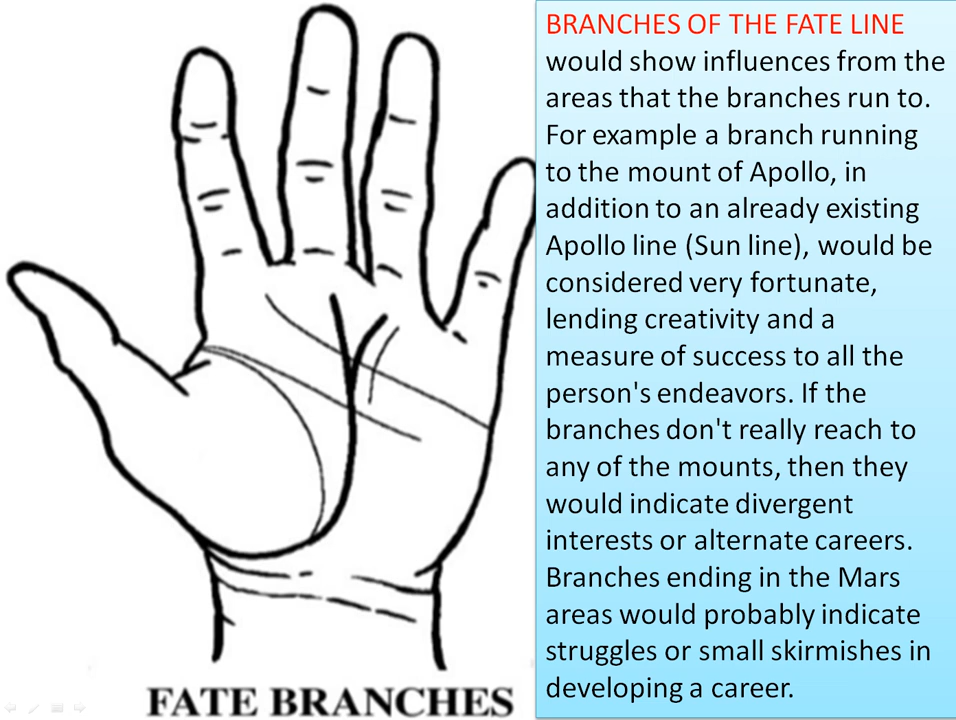 BRANCHES OF THE FATE LINE
would show influences from the
areas that the branches run to.
For example a branch running
to the mount of Apollo, in
addition to an already existing
Apollo line (Sun line), would be
considered very fortunate,
lending creativity and a
measure of success to all the
person's endeavors. If the
branches don't really reach to
any of the mounts, then they
would indicate divergent
interests or alternate careers.
Branches ending in the Mars
areas would probably indicate
struggles or small skirmishes in
developing a career.
FATE BRANCHES